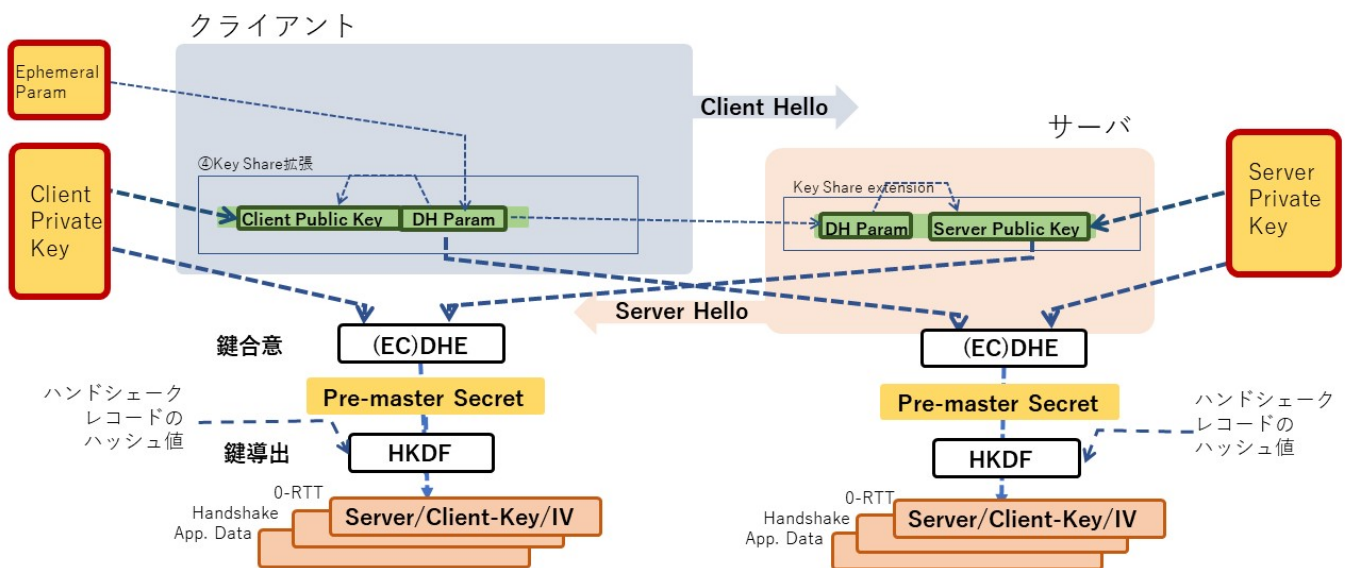 クライアント
Ephemeral
Param
Client Hello
サーバ
④Key Share拡張
Client
Private
Key
Client Public Key
DH Param
Key Share extension
DH Param
Server Public Key
Server
Private
Key
Server Hello
鍵合意
(EC)DHE
(EC)DHE
ハンドシェーク
レコードの
ハッシュ値
Pre-master Secret
Pre-master Secret
ハンドシェーク
レコードの
ハッシュ値
鍵導出
HKDF
HKDF
0-RTT
Handshake
App. Data
Server/Client-Key/IV
0-RTT
Handshake
App. Data
Server/Client-Key/IV